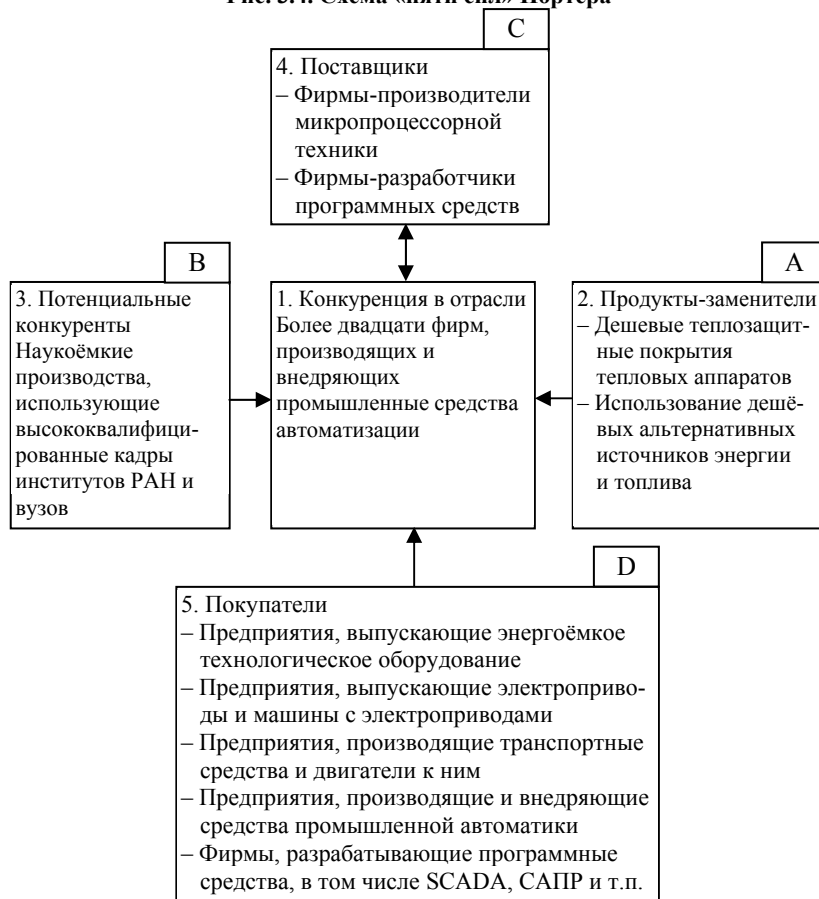 Рис. 3.4. Схема «пяти сил» Портера
C
4. Поставщики
– Фирмы-производители
микропроцессорной
техники
– Фирмы-разработчики
программных средств
B
3. Потенциальные
конкуренты
Наукоёмкие
производства,
использующие
высококвалифици-
рованные кадры
институтов РАН и
вузов
1. Конкуренция в отрасли
Более двадцати фирм,
производящих и
внедряющих
промышленные средства
автоматизации
A
2. Продукты-заменители
– Дешевые теплозащит-
ные покрытия
тепловых аппаратов
– Использование дешё-
вых альтернативных
источников энергии
и топлива
D
5. Покупатели
– Предприятия, выпускающие энергоёмкое
технологическое оборудование
– Предприятия, выпускающие электроприво-
ды и машины с электроприводами
– Предприятия, производящие транспортные
средства и двигатели к ним
– Предприятия, производящие и внедряющие
средства промышленной автоматики
– Фирмы, разрабатывающие программные
средства, в том числе SCADA, САПР и т.п.